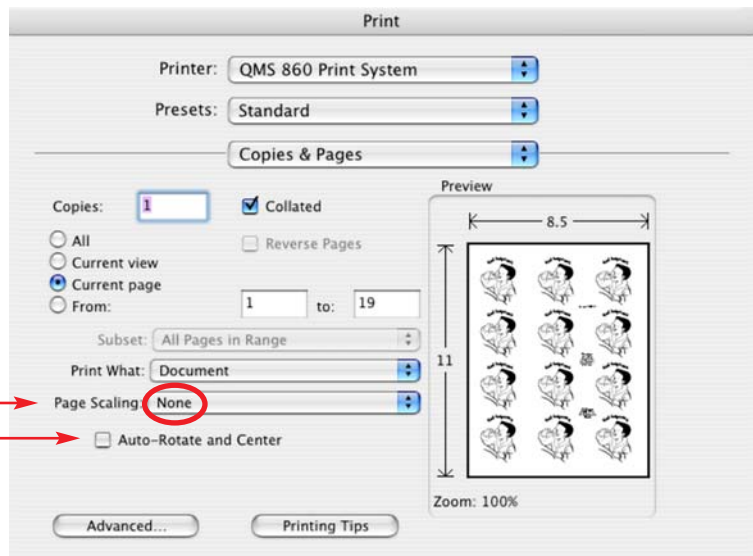 Print
Printer: QMS 860 Print System
Presets: Standard
Copies & Pages
Copies: 1 Collated
All Reverse Pages
Current view
Current page
From: 1 to: 19
Subset: All Pages in Range
Print What: Document
Page Scaling: None
Auto-Rotate and Center
Advanced... Printing Tips
Preview
8.5
11
Zoom: 100%